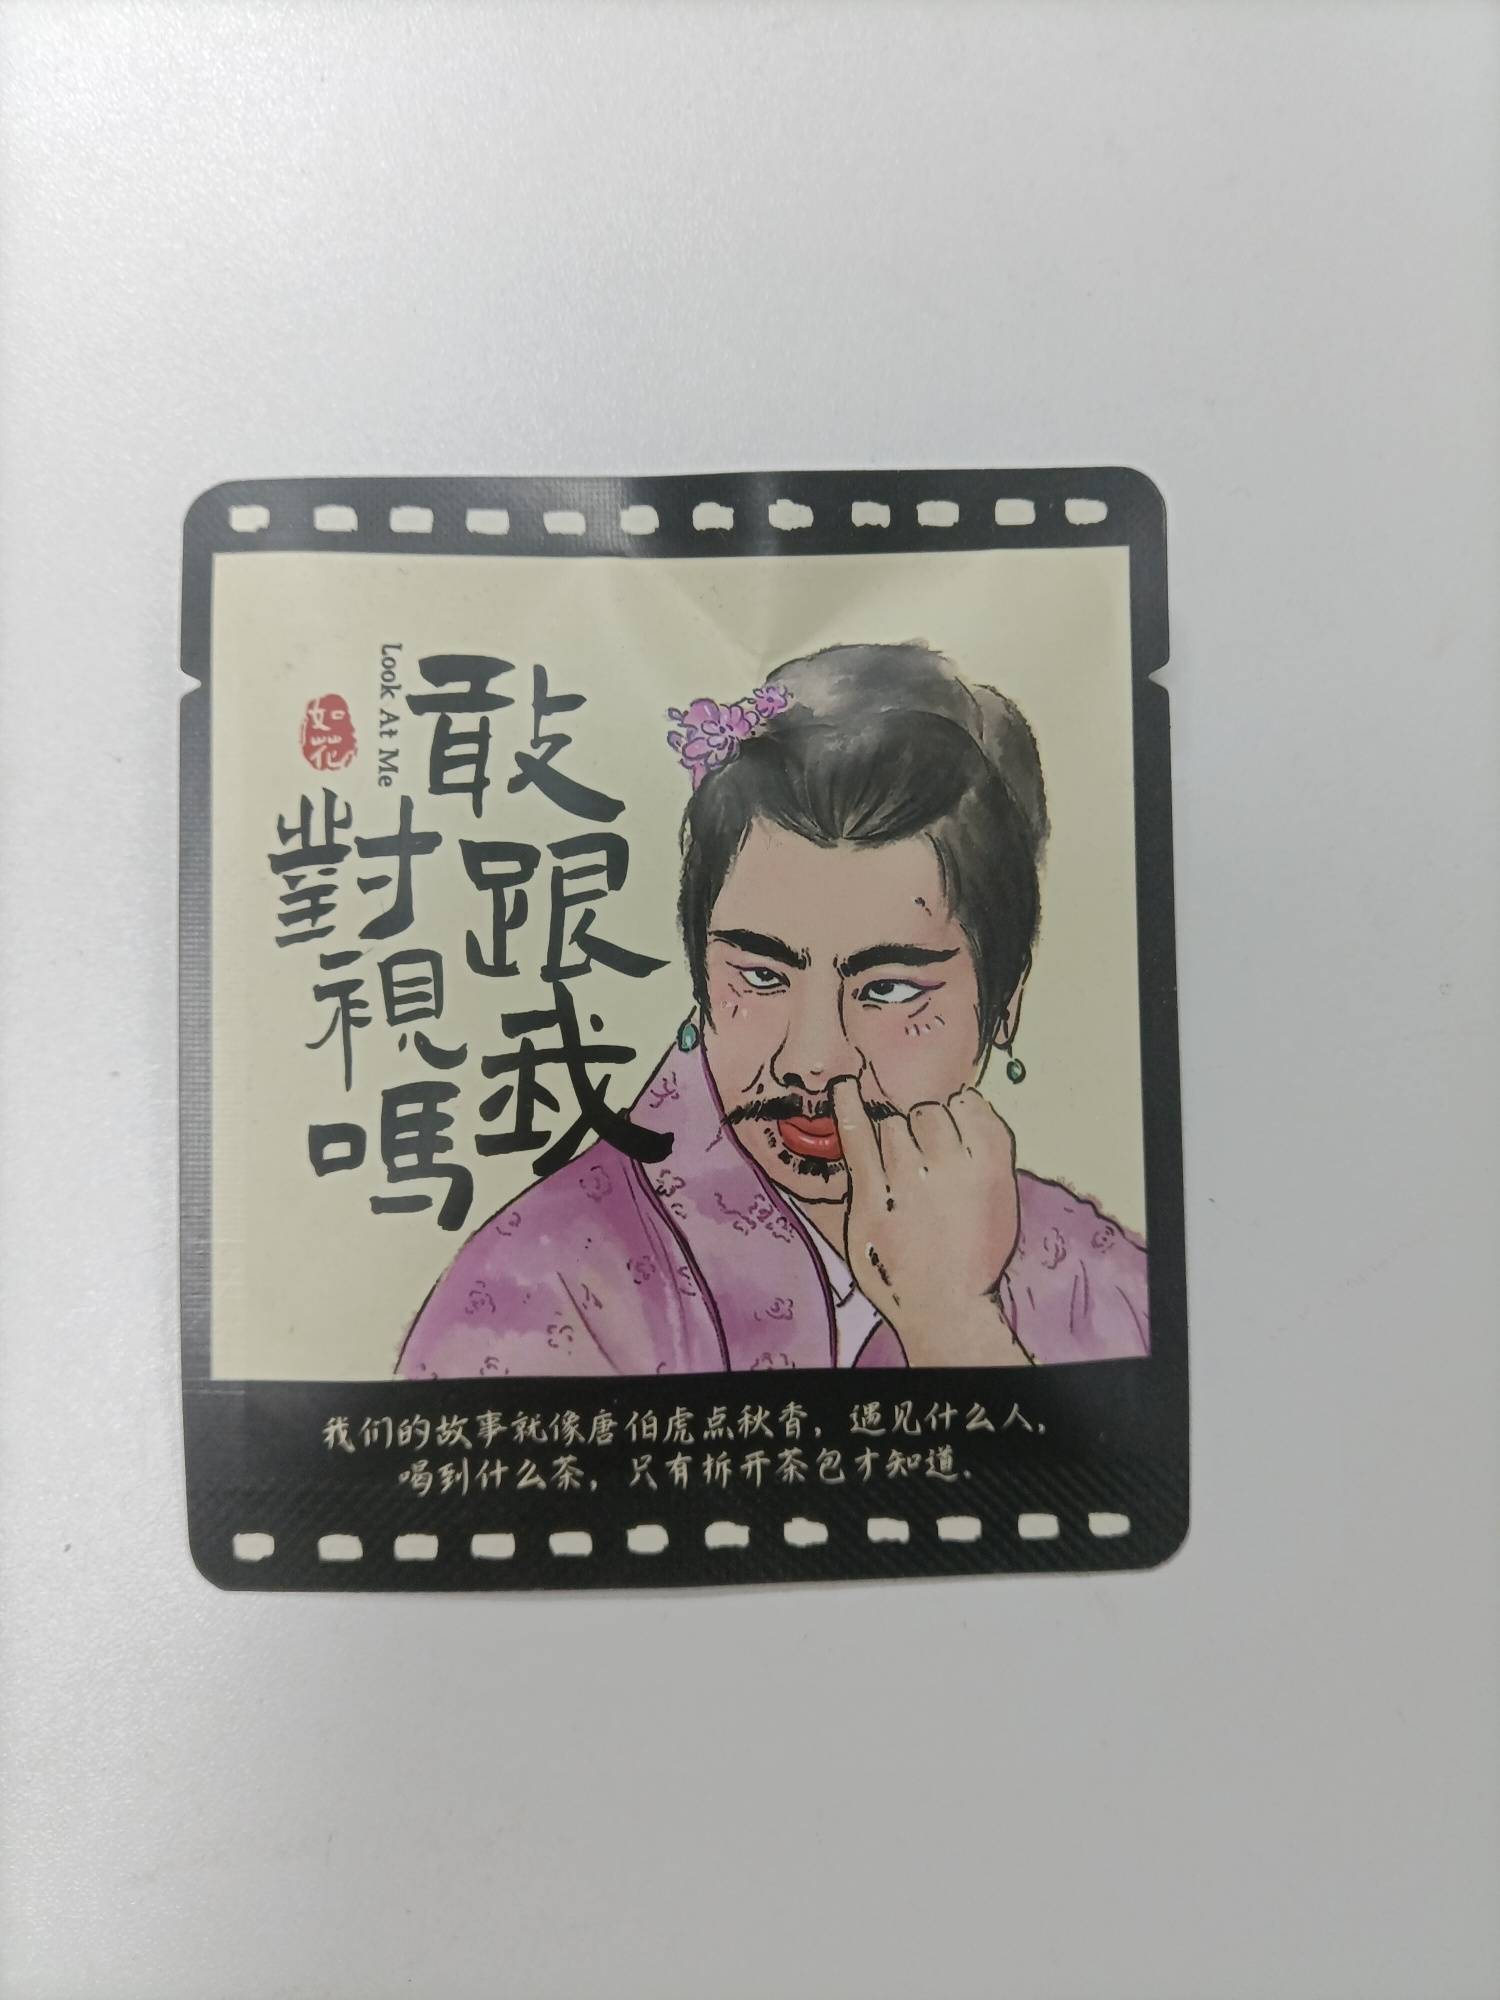 敢跟我
對視嗎
Look At Me
如花
我们的故事就像唐伯虎点秋香，遇见什么人，
喝到什么茶，只有拆开茶包才知道.